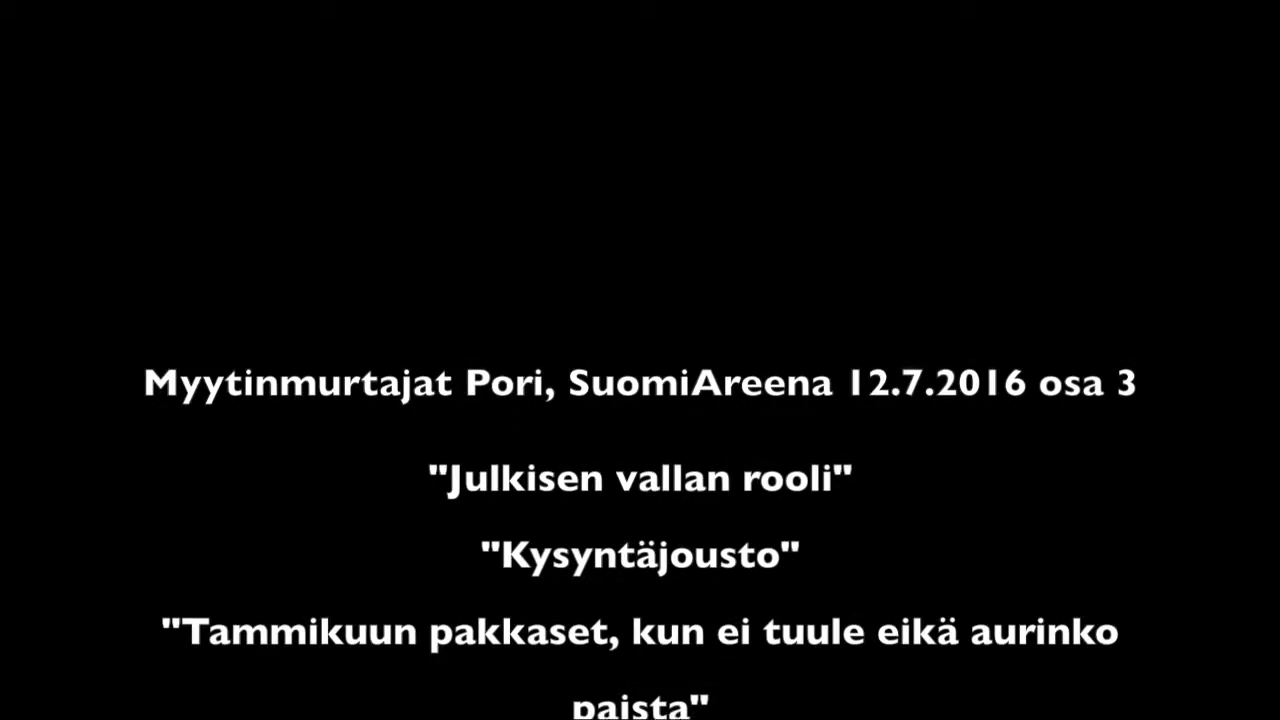 Myytinmurtajat Pori, SuomiAreena 12.7.2016 osa 3
"Julkisen vallan rooli"
"Kysyntäjousto"
"Tammikuun pakkaset, kun ei tuule eikä aurinko
paista"